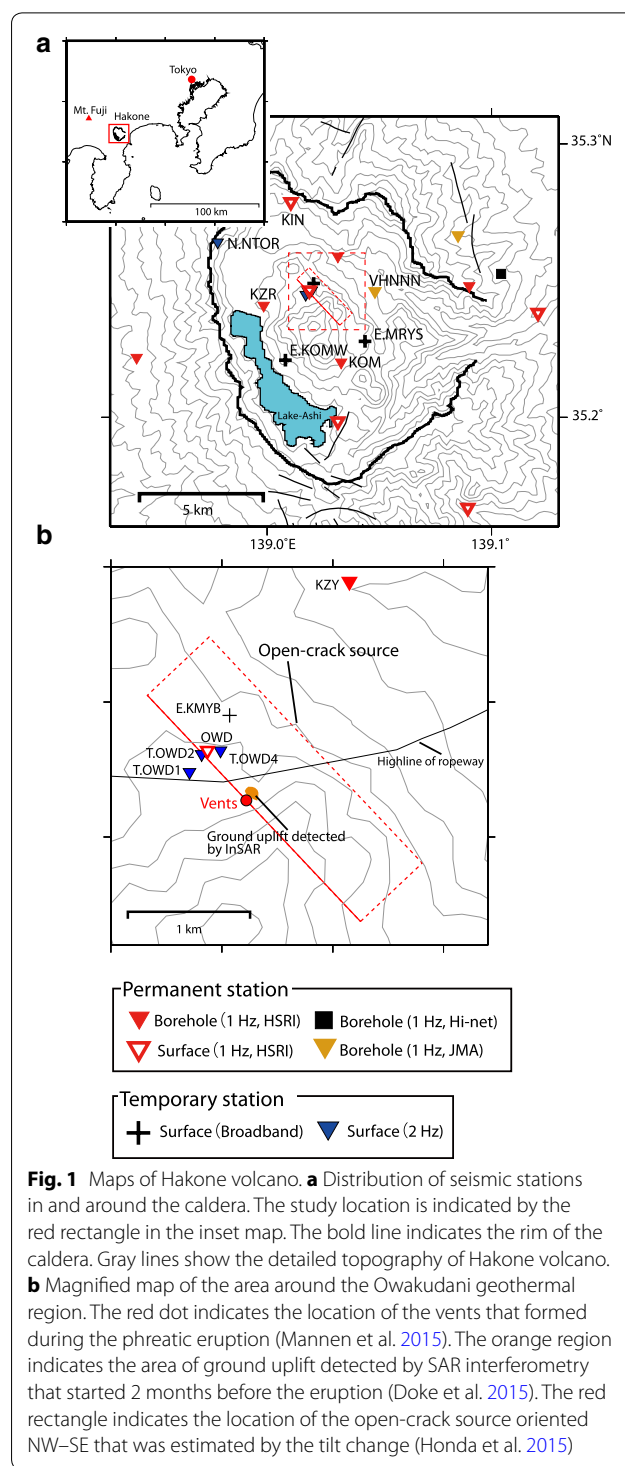 a
Tokyo
Mt. Fuji
Hakone
100 km
35.3°N
KIN
N.NTOR
VHNNN
KZR
E.MRYS
E.KOMW
KOM
Lake-Ashi
35.2°
5 km
139.0°E
139.1°
b
KZY
Open-crack source
E.KMYB
OWD
T.OWD2
T.OWD4
T.OWD1
Highline of ropeway
Vents
Ground uplift detected
by InSAR
1 km
Permanent station
Borehole (1 Hz, HSRI)
Borehole (1 Hz, Hi-net)
Surface (1 Hz, HSRI)
Borehole (1 Hz, JMA)
Temporary station
Surface (Broadband)
Surface (2 Hz)
Fig. 1 Maps of Hakone volcano. a Distribution of seismic stations
in and around the caldera. The study location is indicated by the
red rectangle in the inset map. The bold line indicates the rim of the
caldera. Gray lines show the detailed topography of Hakone volcano.
b Magnified map of the area around the Owakudani geothermal
region. The red dot indicates the location of the vents that formed
during the phreatic eruption (Mannen et al. 2015). The orange region
indicates the area of ground uplift detected by SAR interferometry
that started 2 months before the eruption (Doke et al. 2015). The red
rectangle indicates the location of the open-crack source oriented
NW–SE that was estimated by the tilt change (Honda et al. 2015)